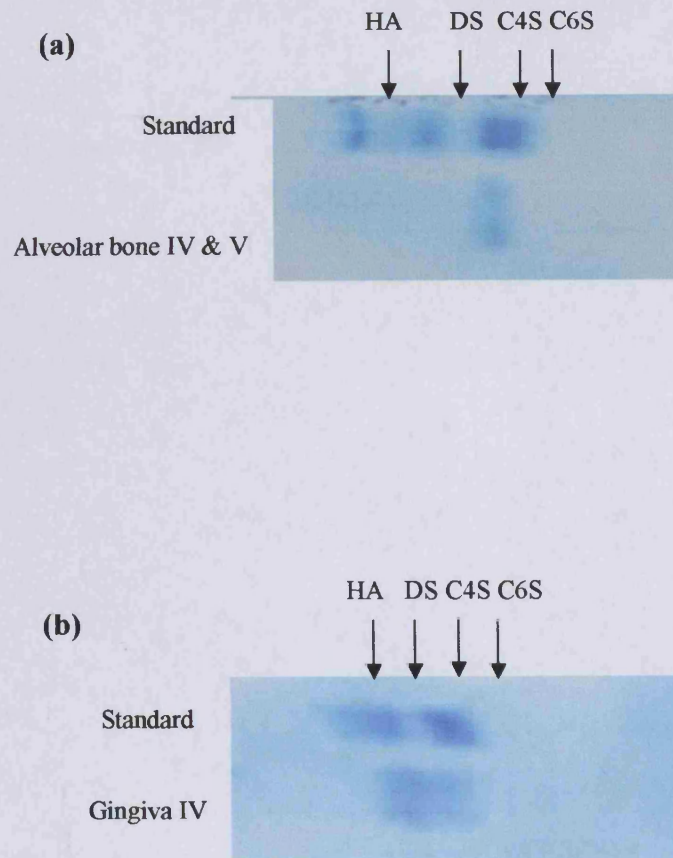 (a)
HA DS C4S C6S
Standard
Alveolar bone IV & V
(b)
HA DS C4S C6S
Standard
Gingiva IV